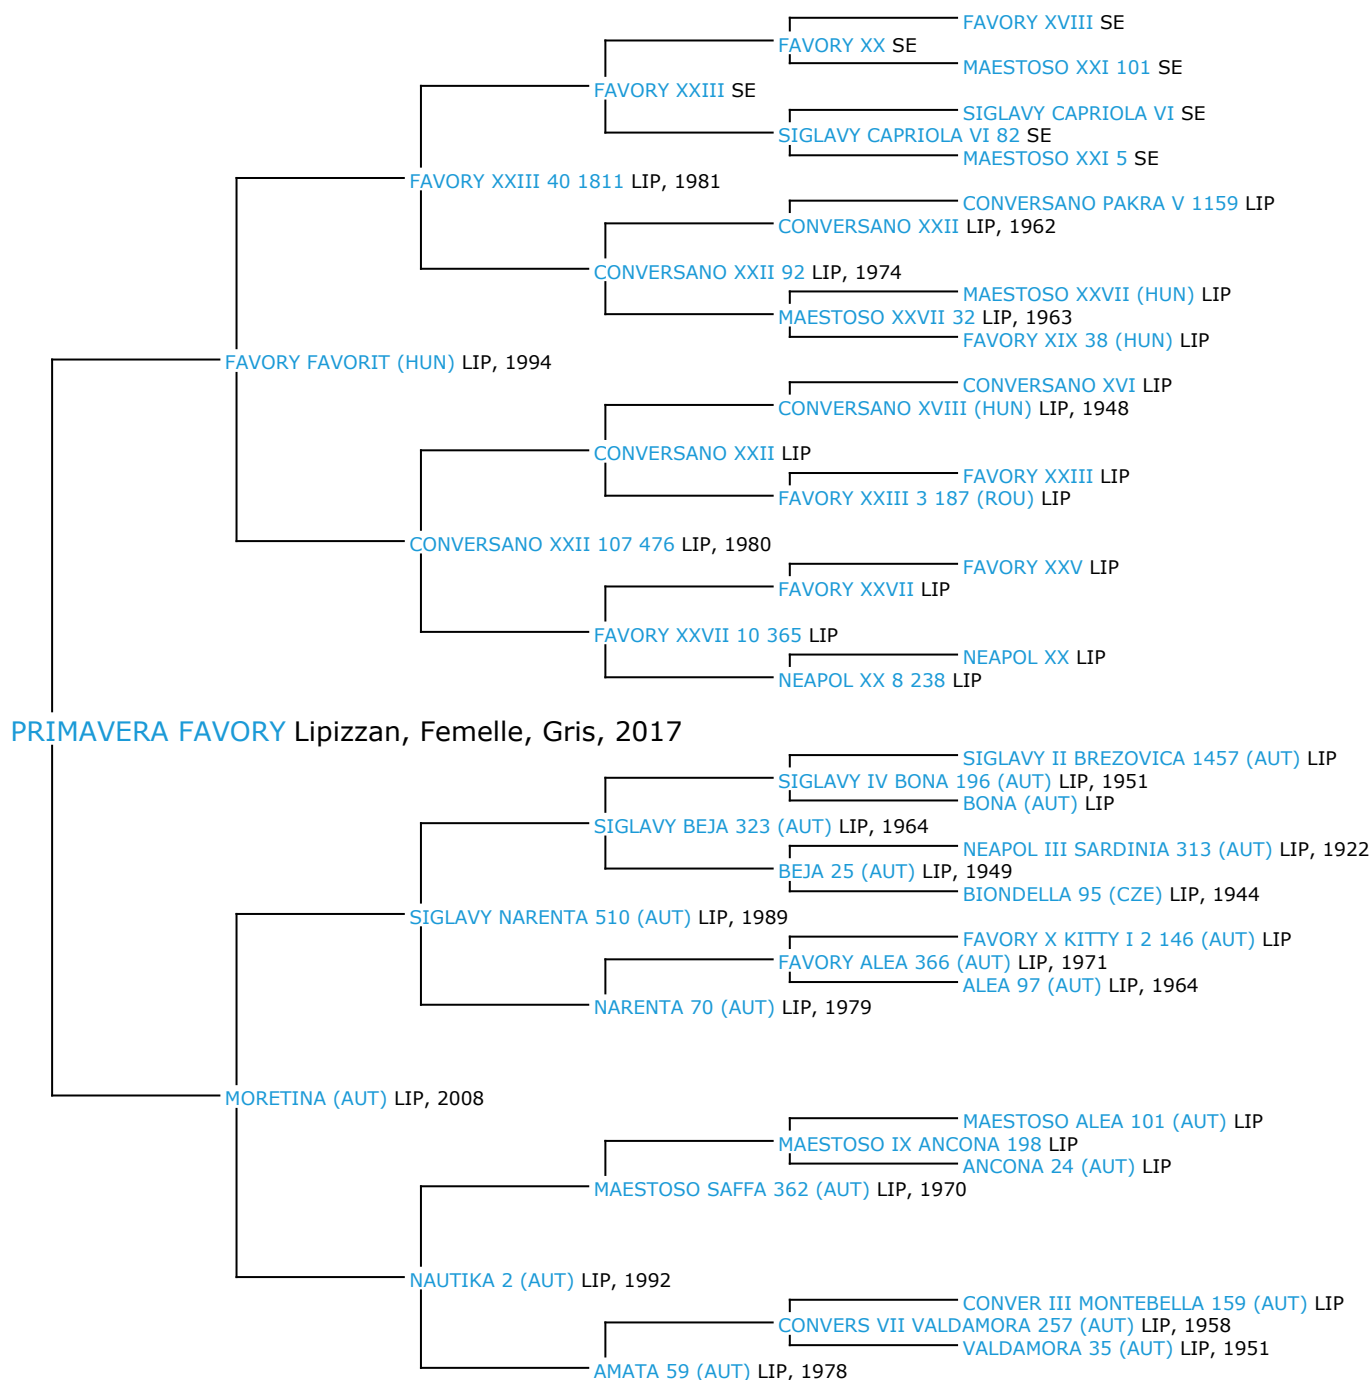 FAVORY XVIII SE
FAVORY XX SE
MAESTOSO XXI 101 SE
FAVORY XXIII SE
SIGLAVY CAPRIOLA VI SE
SIGLAVY CAPRIOLA VI 82 SE
MAESTOSO XXI 5 SE
FAVORY XXIII 40 1811 LIP, 1981
CONVERSANO PAKRA V 1159 LIP
CONVERSANO XXII LIP, 1962
CONVERSANO XXII 92 LIP, 1974
MAESTOSO XXVII (HUN) LIP
MAESTOSO XXVII 32 LIP, 1963
FAVORY XIX 38 (HUN) LIP
FAVORY FAVORIT (HUN) LIP, 1994
CONVERSANO XVI LIP
CONVERSANO XVIII (HUN) LIP, 1948
CONVERSANO XXII LIP
FAVORY XXIII LIP
FAVORY XXIII 3 187 (ROU) LIP
CONVERSANO XXII 107 476 LIP, 1980
FAVORY XXV LIP
FAVORY XXVII LIP
FAVORY XXVII 10 365 LIP
NEAPOL XX LIP
NEAPOL XX 8 238 LIP
PRIMAVERA FAVORY Lipizzan, Femelle, Gris, 2017
SIGLAVY II BREZOVICA 1457 (AUT) LIP
SIGLAVY IV BONA 196 (AUT) LIP, 1951
BONA (AUT) LIP
SIGLAVY BEJA 323 (AUT) LIP, 1964
NEAPOL III SARDINIA 313 (AUT) LIP, 1922
BEJA 25 (AUT) LIP, 1949
BIONDELLA 95 (CZE) LIP, 1944
SIGLAVY NARENTA 510 (AUT) LIP, 1989
FAVORY X KITTY I 2 146 (AUT) LIP
FAVORY ALEA 366 (AUT) LIP, 1971
ALEA 97 (AUT) LIP, 1964
NARENTA 70 (AUT) LIP, 1979
MORETINA (AUT) LIP, 2008
MAESTOSO ALEA 101 (AUT) LIP
MAESTOSO IX ANCONA 198 LIP
ANCONA 24 (AUT) LIP
MAESTOSO SAFFA 362 (AUT) LIP, 1970
NAUTIKA 2 (AUT) LIP, 1992
CONVER III MONTEBELLA 159 (AUT) LIP
CONVERS VII VALDAMORA 257 (AUT) LIP, 1958
VALDAMORA 35 (AUT) LIP, 1951
AMATA 59 (AUT) LIP, 1978